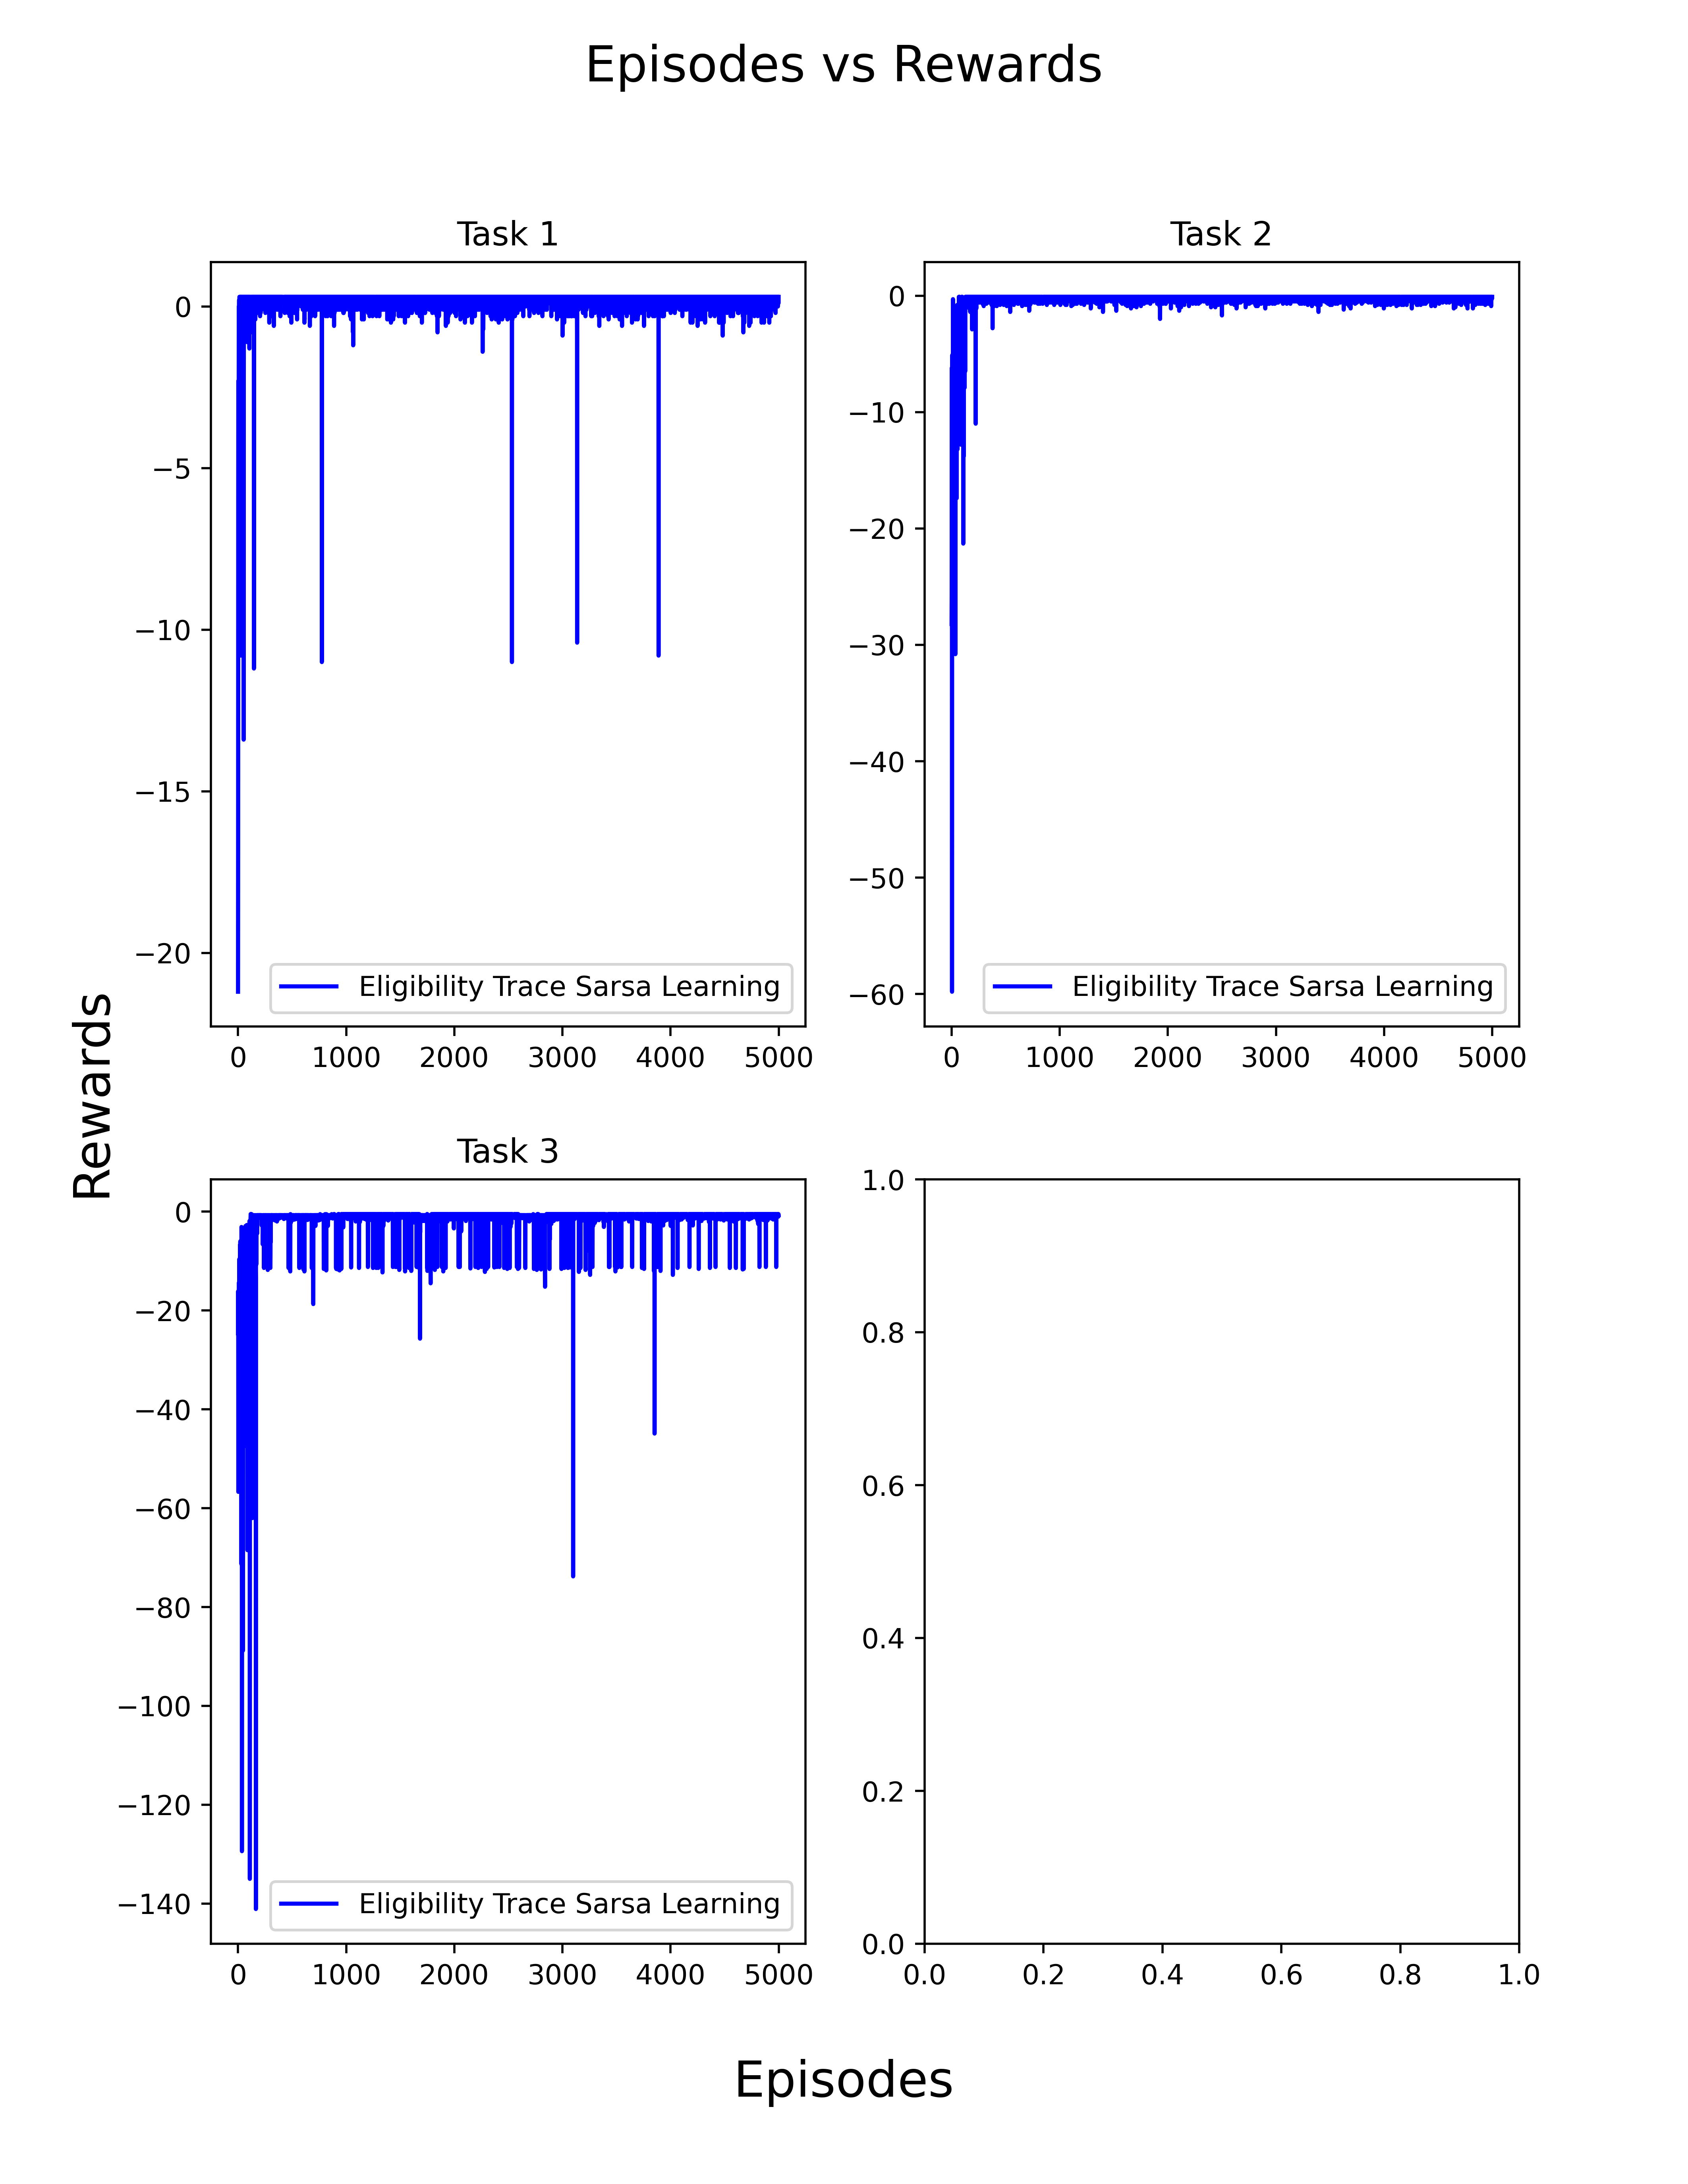 Episodes vs Rewards
Task 1
0
−5
−10
−15
−20
Eligibility Trace Sarsa Learning
0 1000 2000 3000 4000 5000
Task 2
0
−10
−20
−30
−40
−50
−60
Eligibility Trace Sarsa Learning
0 1000 2000 3000 4000 5000
Rewards
Task 3
0
−20
−40
−60
−80
−100
−120
−140
Eligibility Trace Sarsa Learning
0 1000 2000 3000 4000 5000
1.0
0.8
0.6
0.4
0.2
0.0
0.0 0.2 0.4 0.6 0.8 1.0
Episodes